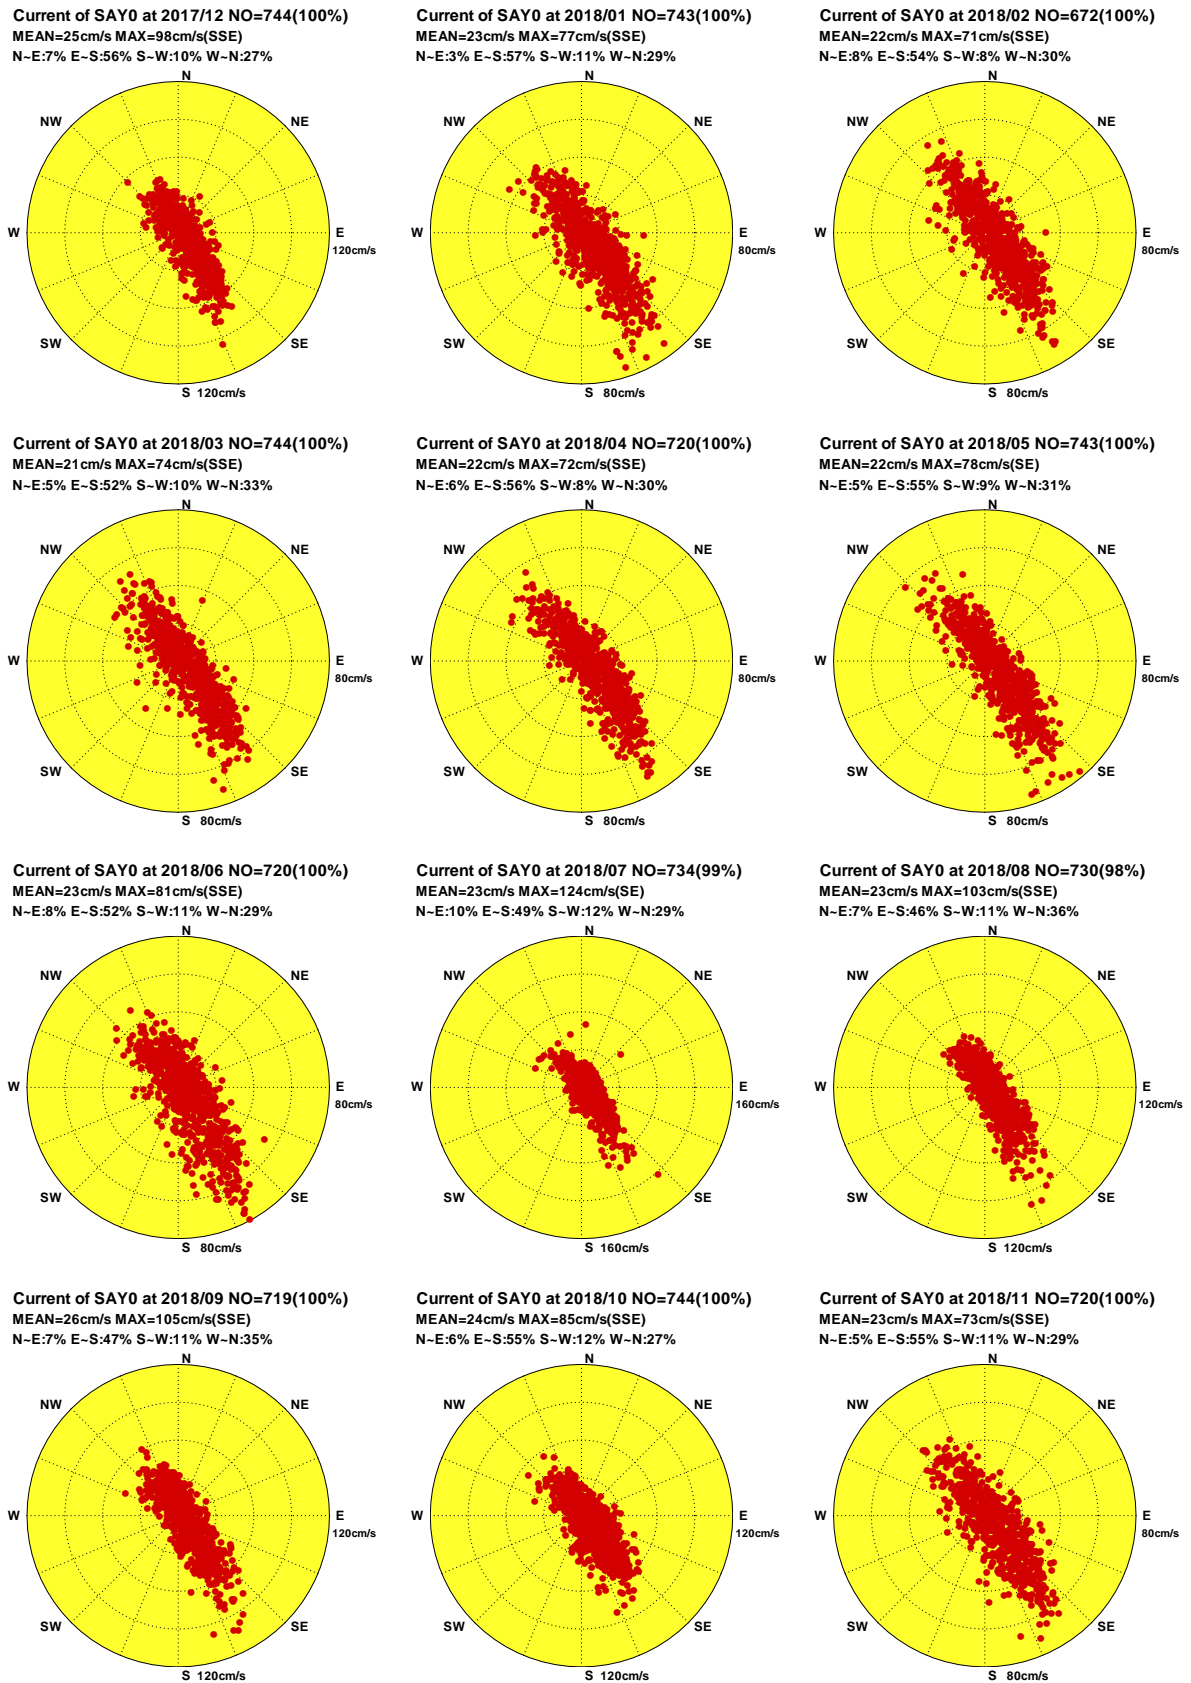 Current of SAY0 at 2017/12 NO=744(100%)
MEAN=25cm/s MAX=98cm/s(SSE)
N~E:7% E~S:56% S~W:10% W~N:27%
N
NW
NE
W
E
120cm/s
SW
SE
S 120cm/s
Current of SAY0 at 2018/01 NO=743(100%)
MEAN=23cm/s MAX=77cm/s(SSE)
N~E:3% E~S:57% S~W:11% W~N:29%
N
NW
NE
W
E
80cm/s
SW
SE
S 80cm/s
Current of SAY0 at 2018/02 NO=672(100%)
MEAN=22cm/s MAX=71cm/s(SSE)
N~E:8% E~S:54% S~W:8% W~N:30%
N
NW
NE
W
E
80cm/s
SW
SE
S 80cm/s
Current of SAY0 at 2018/03 NO=744(100%)
MEAN=21cm/s MAX=74cm/s(SSE)
N~E:5% E~S:52% S~W:10% W~N:33%
N
NW
NE
W
E
80cm/s
SW
SE
S 80cm/s
Current of SAY0 at 2018/04 NO=720(100%)
MEAN=22cm/s MAX=72cm/s(SSE)
N~E:6% E~S:56% S~W:8% W~N:30%
N
NW
NE
W
E
80cm/s
SW
SE
S 80cm/s
Current of SAY0 at 2018/05 NO=743(100%)
MEAN=22cm/s MAX=78cm/s(SE)
N~E:5% E~S:55% S~W:9% W~N:31%
N
NW
NE
W
E
80cm/s
SW
SE
S 80cm/s
Current of SAY0 at 2018/06 NO=720(100%)
MEAN=23cm/s MAX=81cm/s(SSE)
N~E:8% E~S:52% S~W:11% W~N:29%
N
NW
NE
W
E
80cm/s
SW
SE
S 80cm/s
Current of SAY0 at 2018/07 NO=734(99%)
MEAN=23cm/s MAX=124cm/s(SE)
N~E:10% E~S:49% S~W:12% W~N:29%
N
NW
NE
W
E
160cm/s
SW
SE
S 160cm/s
Current of SAY0 at 2018/08 NO=730(98%)
MEAN=23cm/s MAX=103cm/s(SSE)
N~E:7% E~S:46% S~W:11% W~N:36%
N
NW
NE
W
E
120cm/s
SW
SE
S 120cm/s
Current of SAY0 at 2018/09 NO=719(100%)
MEAN=26cm/s MAX=105cm/s(SSE)
N~E:7% E~S:47% S~W:11% W~N:35%
N
NW
NE
W
E
120cm/s
SW
SE
S 120cm/s
Current of SAY0 at 2018/10 NO=744(100%)
MEAN=24cm/s MAX=85cm/s(SSE)
N~E:6% E~S:55% S~W:12% W~N:27%
N
NW
NE
W
E
120cm/s
SW
SE
S 120cm/s
Current of SAY0 at 2018/11 NO=720(100%)
MEAN=23cm/s MAX=73cm/s(SSE)
N~E:5% E~S:55% S~W:11% W~N:29%
N
NW
NE
W
E
80cm/s
SW
SE
S 80cm/s